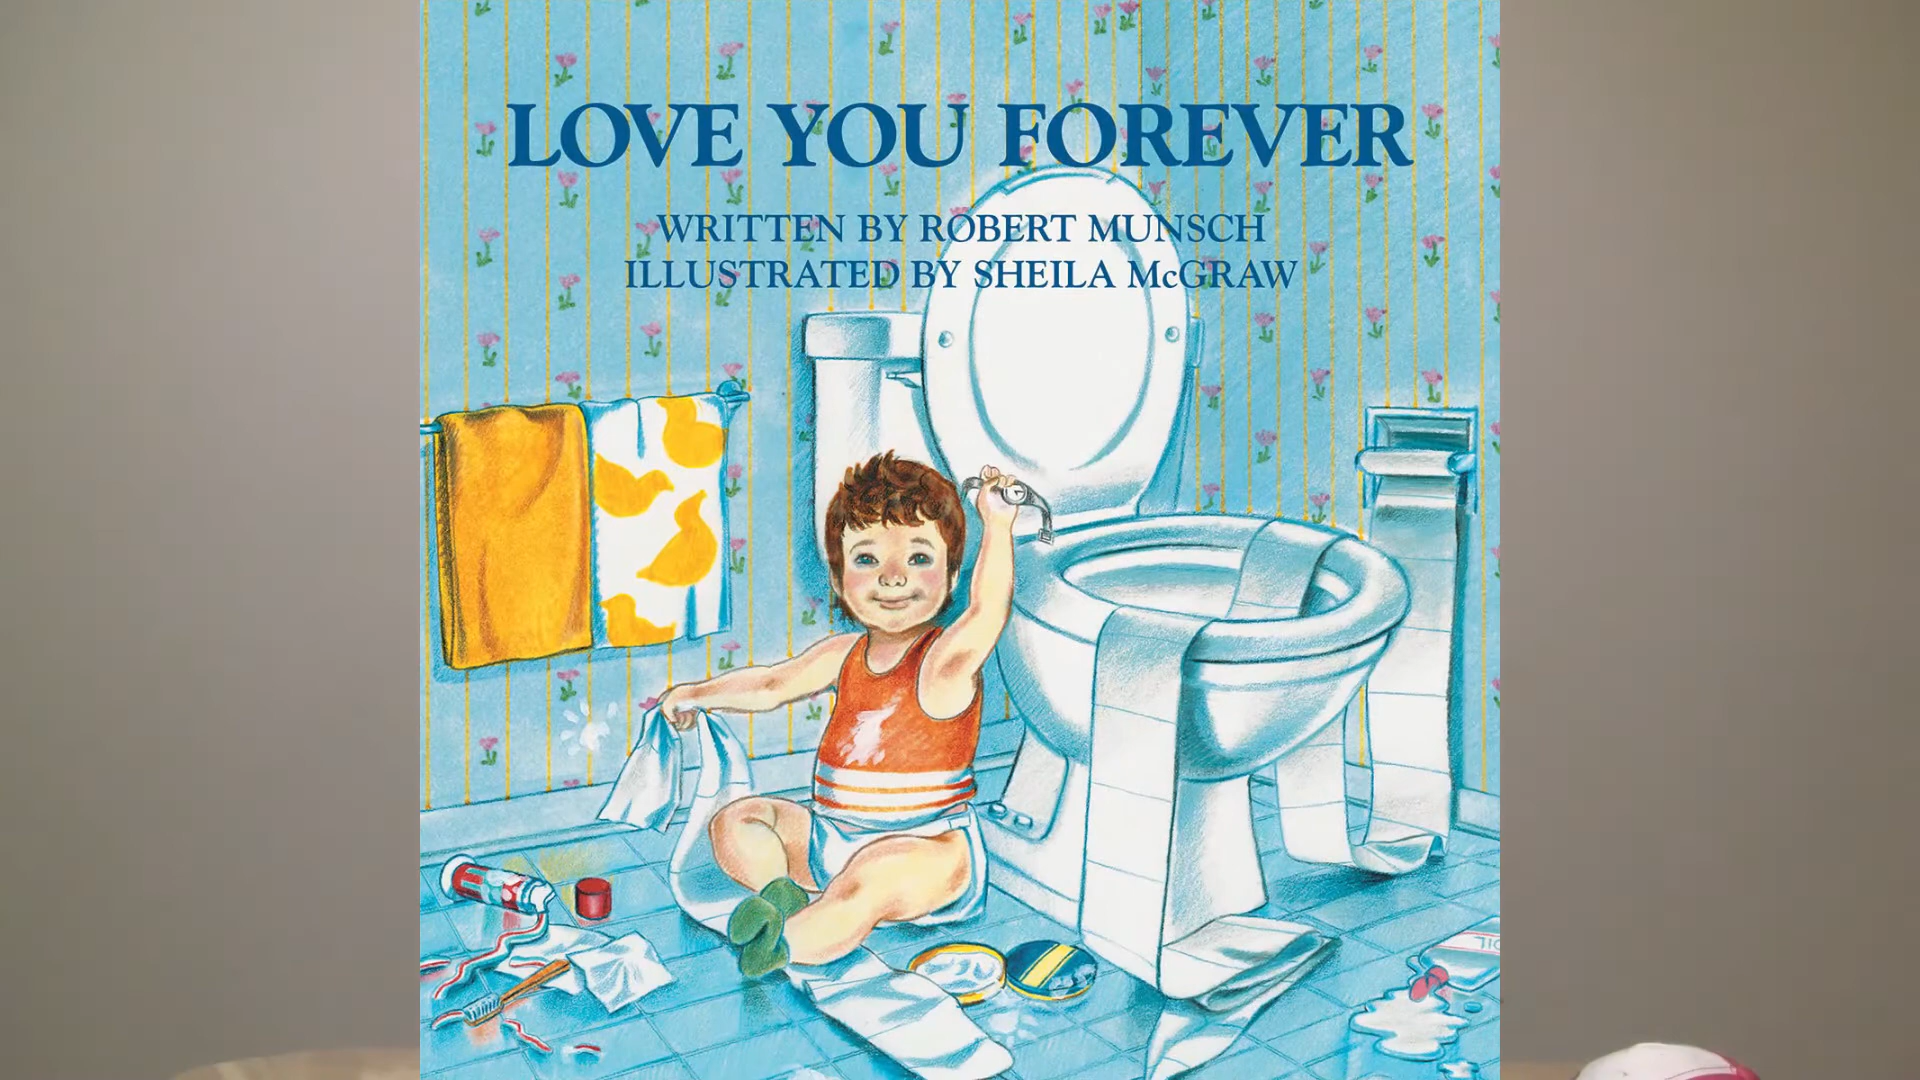 LOVE YOU FOREVER
WRITTEN BY ROBERT MUNSCH
ILLUSTRATED BY SHEILA McGRAW